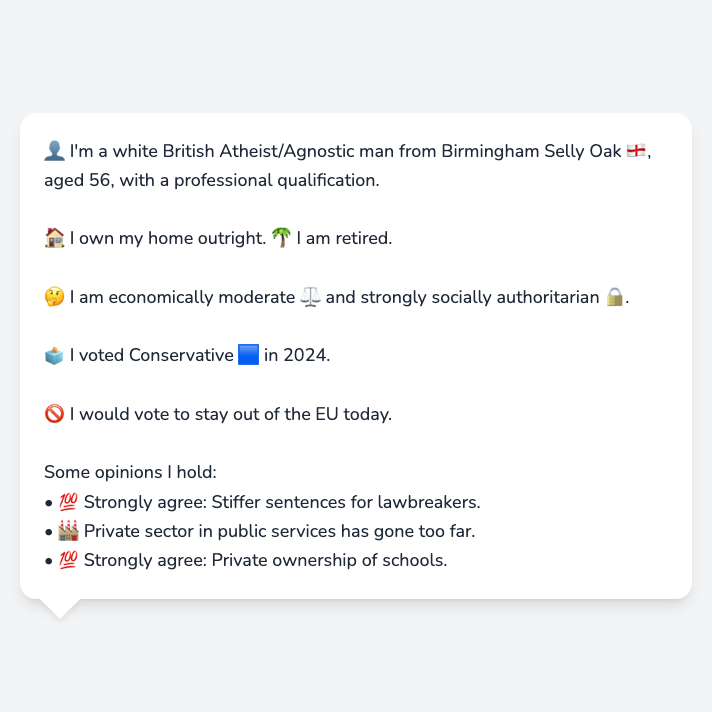 👤 I'm a white British Atheist/Agnostic man from Birmingham Selly Oak 🏴󠁧󠁢󠁥󠁮󠁧󠁿,
aged 56, with a professional qualification.
🏠 I own my home outright. 🌴 I am retired.
🤔 I am economically moderate ⚖️ and strongly socially authoritarian 🔒.
🗳️ I voted Conservative 🟦 in 2024.
🚫 I would vote to stay out of the EU today.
Some opinions I hold:
• 💯 Strongly agree: Stiffer sentences for lawbreakers.
• 🏭 Private sector in public services has gone too far.
• 💯 Strongly agree: Private ownership of schools.